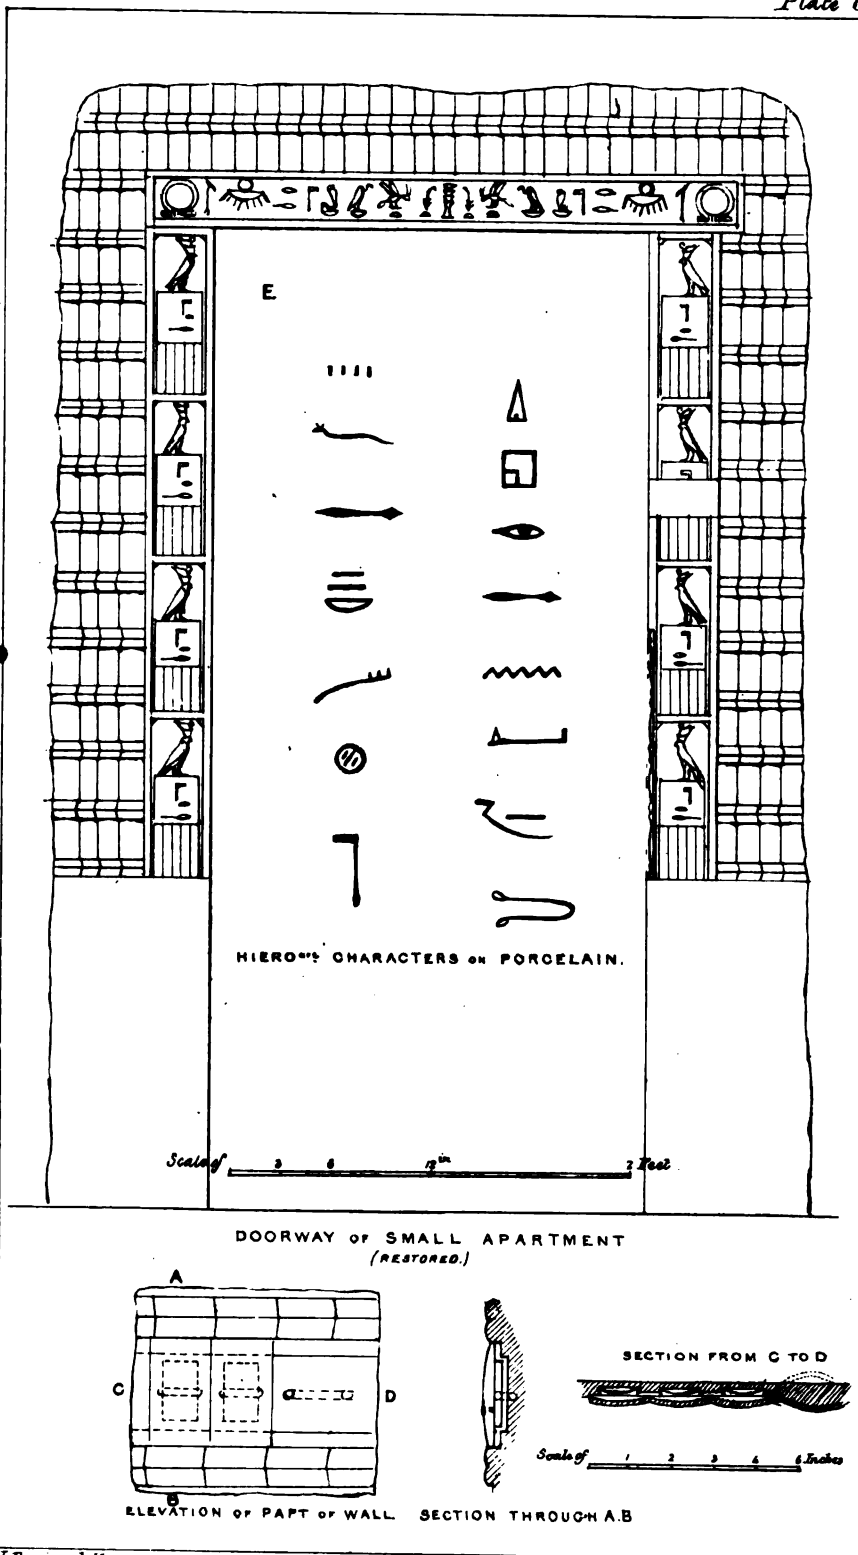 Plate
E
HIERO CHARACTERS ON PORCELAIN.
Scale of 3 6 12 in 2 Feet
DOORWAY OF SMALL APARTMENT
(RESTORED.)
A
C
D
B
ELEVATION OF PART OF WALL
SECTION THROUGH A.B
SECTION FROM C TO D
Scale of 1 2 3 4 6 Inches